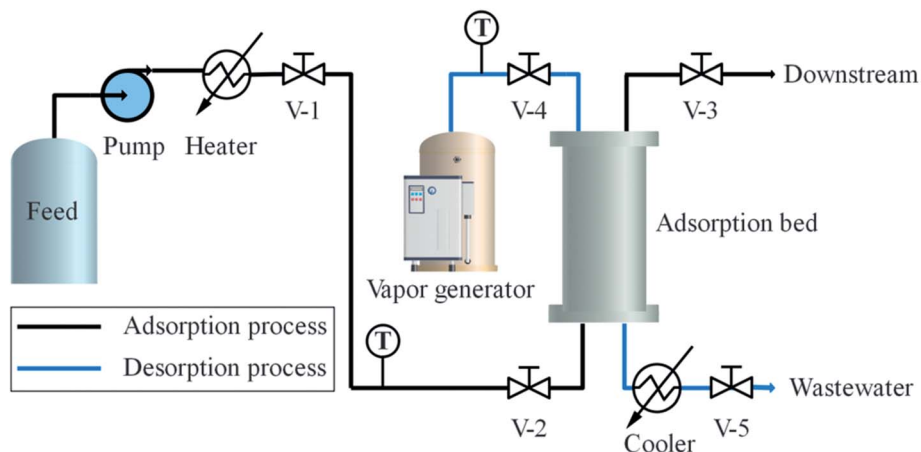 T
V-4
Downstream
V-1
V-3
Pump
Heater
Feed
Adsorption bed
Vapor generator
Adsorption process
T
Desorption process
Wastewater
V-2
V-5
Cooler